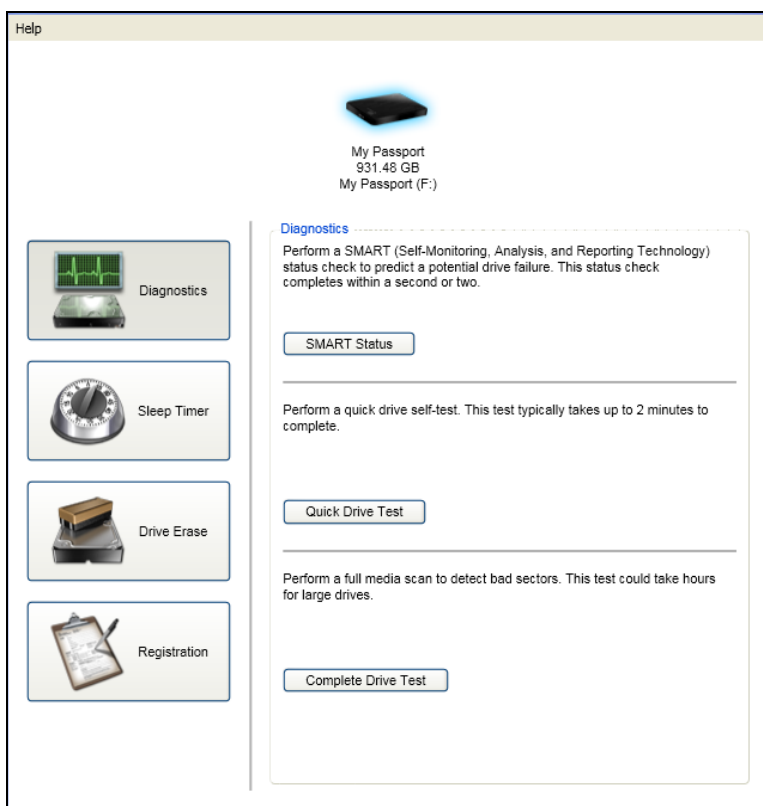 Help
My Passport
931.48 GB
My Passport (F:)
Diagnostics
Sleep Timer
Drive Erase
Registration
Diagnostics
Perform a SMART (Self-Monitoring, Analysis, and Reporting Technology)
status check to predict a potential drive failure. This status check
completes within a second or two.
SMART Status
Perform a quick drive self-test. This test typically takes up to 2 minutes to
complete.
Quick Drive Test
Perform a full media scan to detect bad sectors. This test could take hours
for large drives.
Complete Drive Test